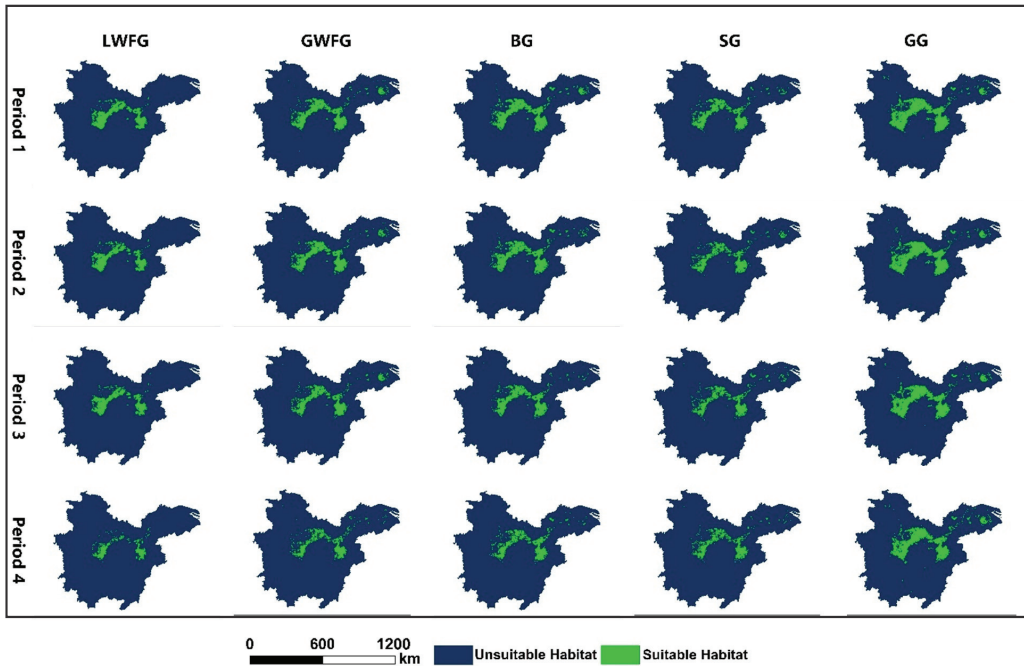 LWFG GWFG BG SG GG
Period 1
Period 2
Period 3
Period 4
0 600 1200
km
Unsuitable Habitat
Suitable Habitat